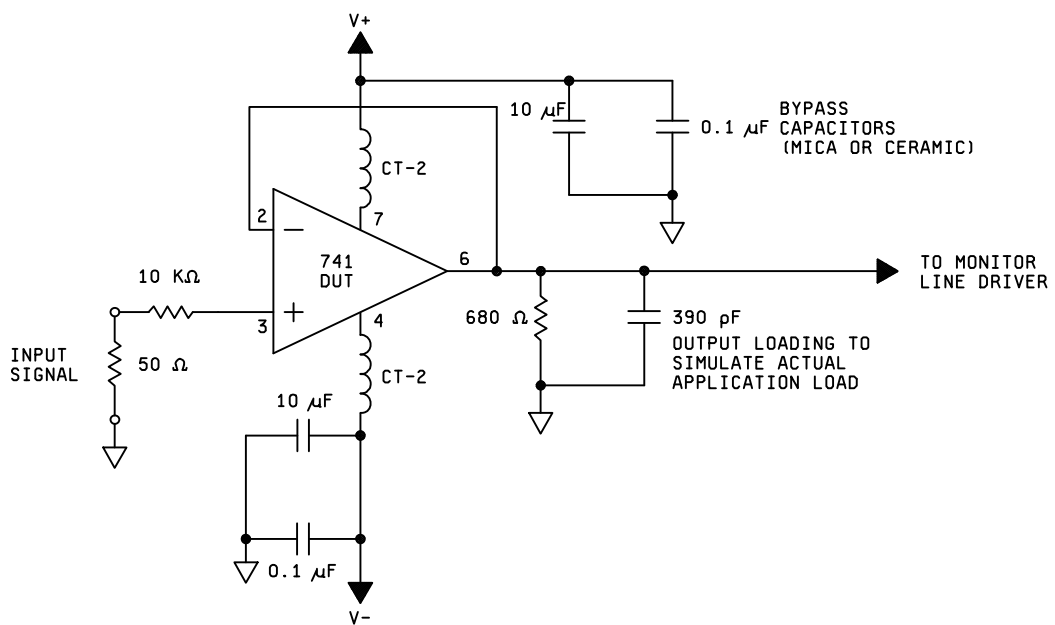 V+
10 µF
0.1 µF
BYPASS
CAPACITORS
(MICA OR CERAMIC)
CT-2
2
7
741
DUT
6
TO MONITOR
LINE DRIVER
10 KΩ
3
4
680 Ω
390 pF
OUTPUT LOADING TO
SIMULATE ACTUAL
APPLICATION LOAD
INPUT
SIGNAL
50 Ω
CT-2
10 µF
0.1 µF
V-